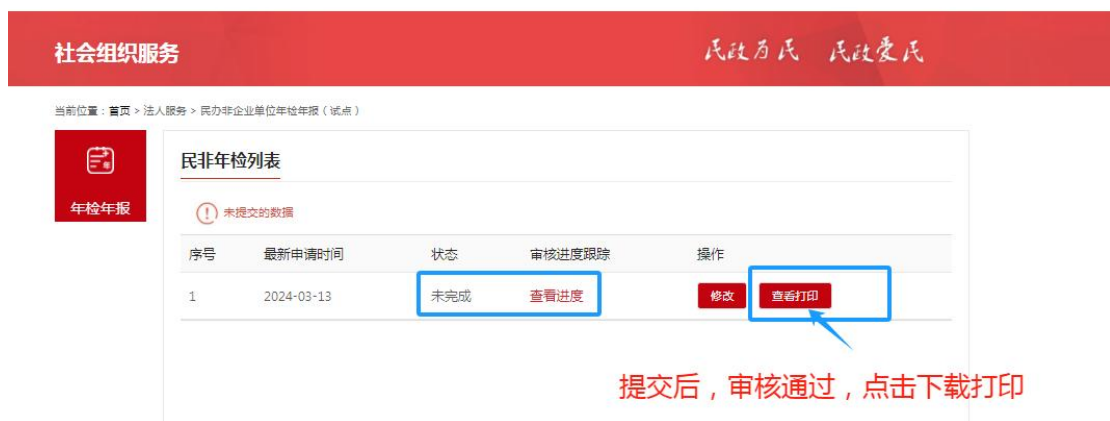 社会组织服务
民政为民 民政爱民
当前位置：首页 > 法人服务 > 民办非企业单位年检年报（试点）
年检年报
民非年检列表
未提交的数据
序号 最新申请时间 状态 审核进度跟踪 操作
1 2024-03-13 未完成 查看进度 修改 查看打印
提交后，审核通过，点击下载打印